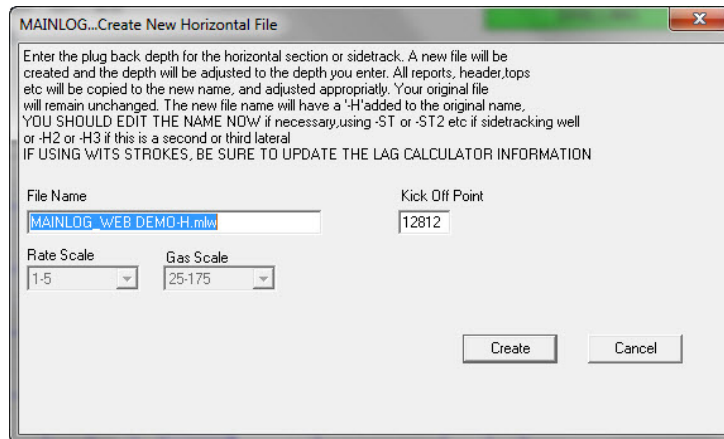 MAINLOG...Create New Horizontal File
Enter the plug back depth for the horizontal section or sidetrack. A new file will be
created and the depth will be adjusted to the depth you enter. All reports, header,tops
etc will be copied to the new name, and adjusted appropriatly. Your original file
will remain unchanged. The new file name will have a '-H'added to the original name,
YOU SHOULD EDIT THE NAME NOW if necessary,using -ST or -ST2 etc if sidetracking well
or -H2 or -H3 if this is a second or third lateral
IF USING WITS STROKES, BE SURE TO UPDATE THE LAG CALCULATOR INFORMATION
File Name
Kick Off Point
MAINLOG_WEB DEMO-H.mlw
12812
Rate Scale
Gas Scale
1-5
25-175
Create
Cancel